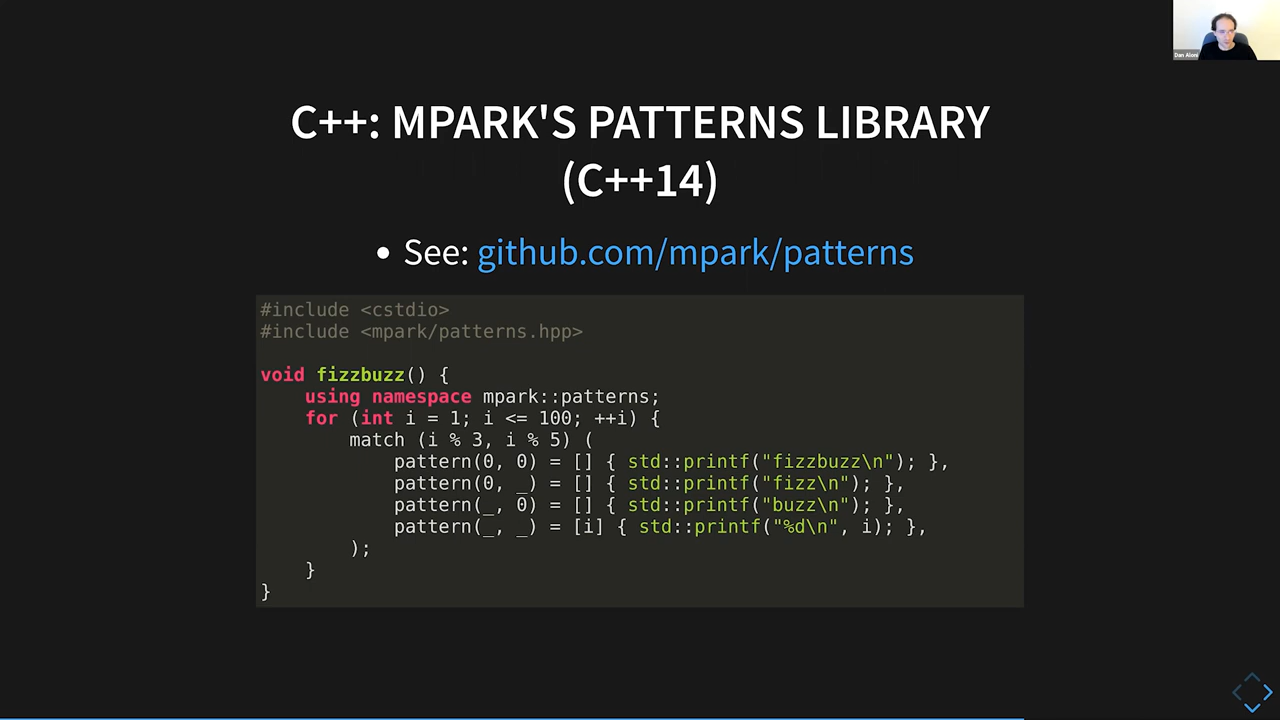 Dan Aloni
C++: MPARK'S PATTERNS LIBRARY
(C++14)
• See: github.com/mpark/patterns
#include <cstdio>
#include <mpark/patterns.hpp>
void fizzbuzz() {
    using namespace mpark::patterns;
    for (int i = 1; i <= 100; ++i) {
        match (i % 3, i % 5) (
            pattern(0, 0) = [] { std::printf("fizzbuzz\n"); },
            pattern(0, _) = [] { std::printf("fizz\n"); },
            pattern(_, 0) = [] { std::printf("buzz\n"); },
            pattern(_, _) = [i] { std::printf("%d\n", i); },
        );
    }
}